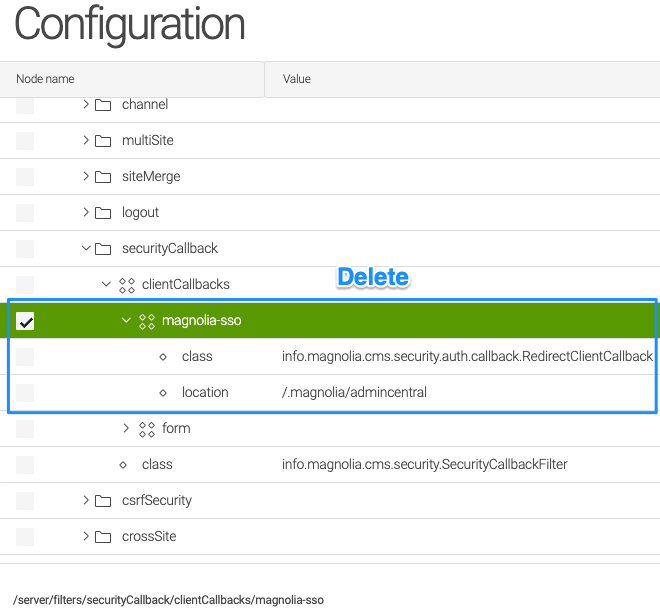 Configuration
Node name Value
channel
multiSite
siteMerge
logout
securityCallback
clientCallbacks
Delete
magnolia-sso
class info.magnolia.cms.security.auth.callback.RedirectClientCallback
location /.magnolia/admincentral
form
class info.magnolia.cms.security.SecurityCallbackFilter
csrfSecurity
crossSite
/server/filters/securityCallback/clientCallbacks/magnolia-sso